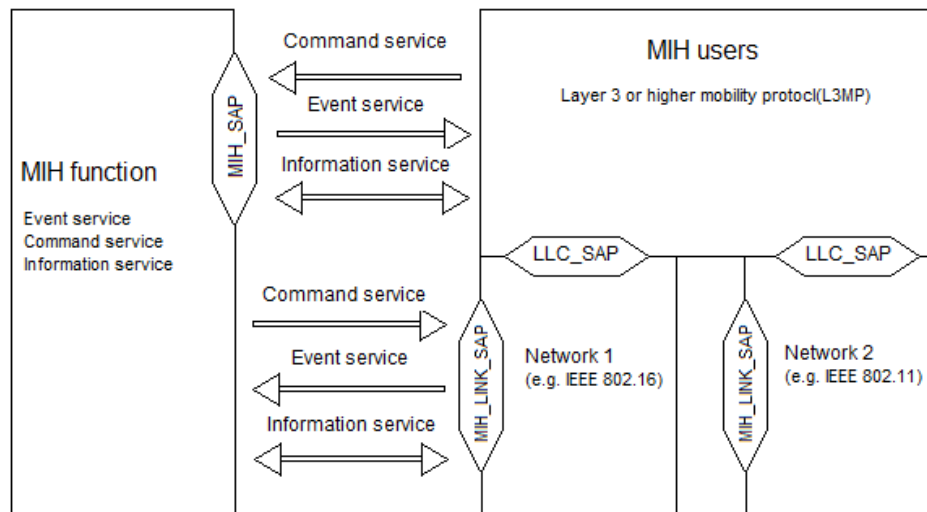 Command service
MIH users
Layer 3 or higher mobility protocl(L3MP)
Event service
MIH_SAP
Information service
MIH function
Event service
Command service
Information service
LLC_SAP
LLC_SAP
Command service
MIH_LINK_SAP
Network 1
(e.g. IEEE 802.16)
MIH_LINK_SAP
Network 2
(e.g. IEEE 802.11)
Event service
Information service